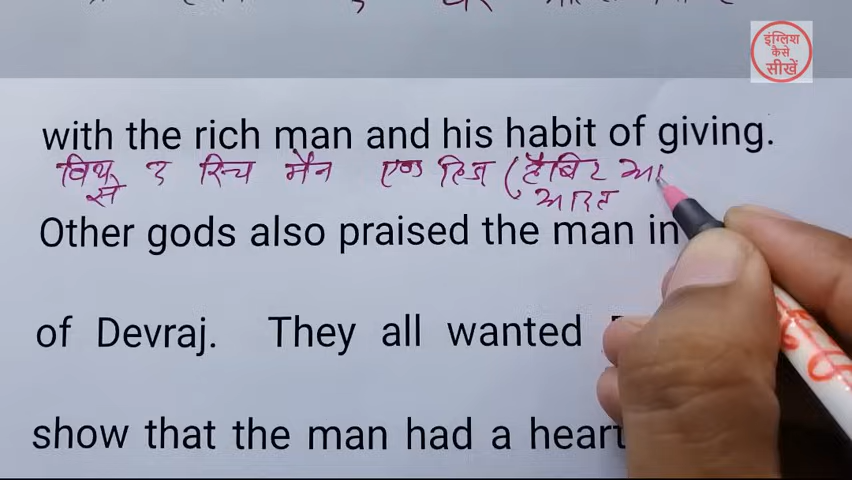 इंग्लिश
कैसे
सीखें
with the rich man and his habit of giving.
विथ द रिच मैन एण्ड हिज (हैबिट आ
से आदत
Other gods also praised the man in
of Devraj. They all wanted
show that the man had a heart